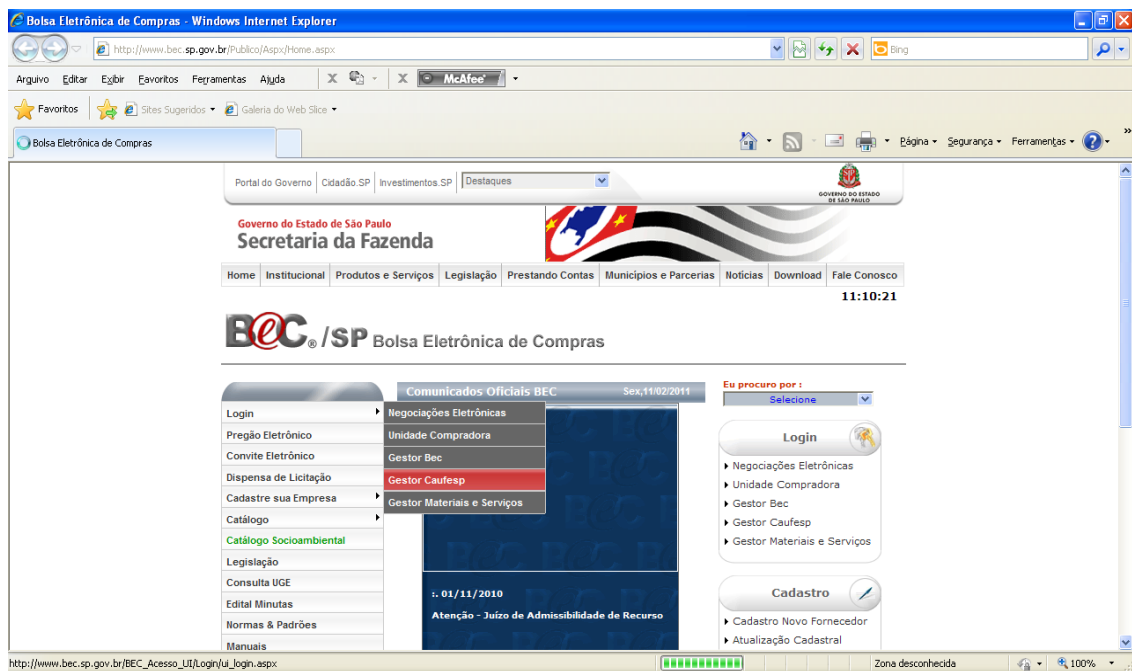 Bolsa Eletrônica de Compras - Windows Internet Explorer
http://www.bec.sp.gov.br/Publico/Aspx/Home.aspx
Bing
Arquivo Editar Exibir Favoritos Ferramentas Ajuda
X
X
McAfee
Favoritos
Sites Sugeridos
Galeria do Web Slice
Bolsa Eletrônica de Compras
Página
Segurança
Ferramentas
»
Portal do Governo
Cidadão.SP
Investimentos.SP
Destaques
GOVERNO DO ESTADO
DE SÃO PAULO
Governo do Estado de São Paulo
Secretaria da Fazenda
Home
Institucional
Produtos e Serviços
Legislação
Prestando Contas
Municípios e Parcerias
Notícias
Download
Fale Conosco
11:10:21
BeC®/SP Bolsa Eletrônica de Compras
Comunicados Oficiais BEC
Sex,11/02/2011
Login
Pregão Eletrônico
Convite Eletrônico
Dispensa de Licitação
Cadastre sua Empresa
Catálogo
Catálogo Socioambiental
Legislação
Consulta UGE
Edital Minutas
Normas & Padrões
Manuais
Negociações Eletrônicas
Unidade Compradora
Gestor Bec
Gestor Caufesp
Gestor Materiais e Serviços
:. 01/11/2010
Atenção - Juízo de Admissibilidade de Recurso
Eu procuro por :
Selecione
Login
Negociações Eletrônicas
Unidade Compradora
Gestor Bec
Gestor Caufesp
Gestor Materiais e Serviços
Cadastro
Cadastro Novo Fornecedor
Atualização Cadastral
http://www.bec.sp.gov.br/BEC_Acesso_UI/Login/ui_login.aspx
Zona desconhecida
100%